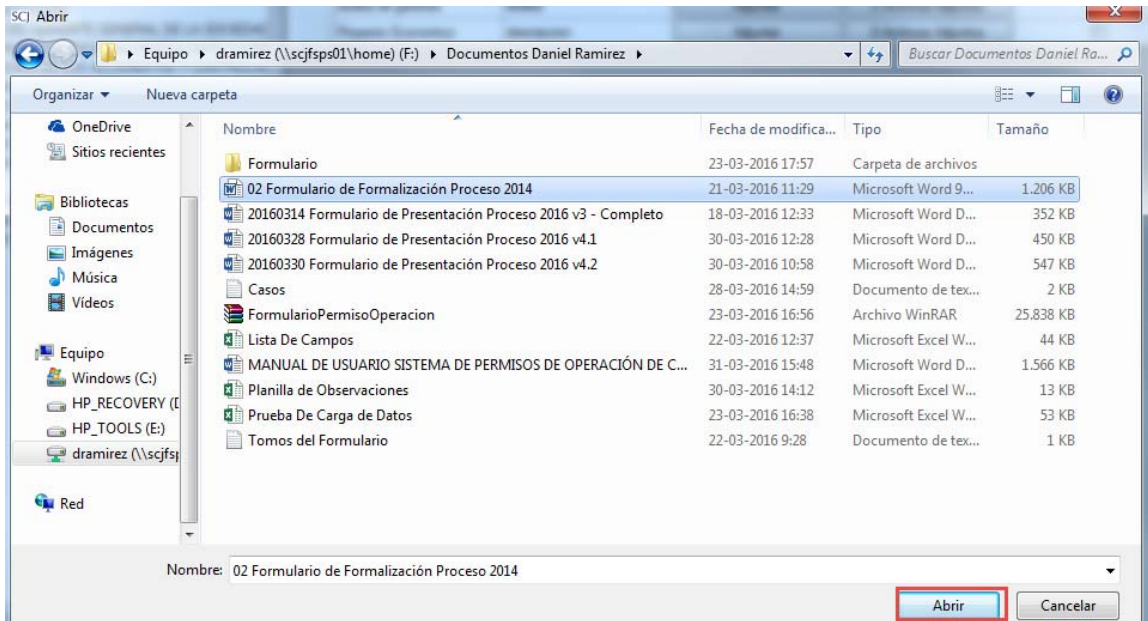 SCJ Abrir
Equipo dramirez (\\scjfsps01\home) (F:) Documentos Daniel Ramirez
Buscar Documentos Daniel Ra...
Organizar Nueva carpeta
OneDrive
Sitios recientes
Bibliotecas
Documentos
Imágenes
Música
Vídeos
Equipo
Windows (C:)
HP_RECOVERY (D
HP_TOOLS (E:)
dramirez (\\scjfsp
Red
Nombre Fecha de modifica... Tipo Tamaño
Formulario 23-03-2016 17:57 Carpeta de archivos
02 Formulario de Formalización Proceso 2014 21-03-2016 11:29 Microsoft Word 9... 1.206 KB
20160314 Formulario de Presentación Proceso 2016 v3 - Completo 18-03-2016 12:33 Microsoft Word D... 352 KB
20160328 Formulario de Presentación Proceso 2016 v4.1 30-03-2016 12:28 Microsoft Word D... 450 KB
20160330 Formulario de Presentación Proceso 2016 v4.2 30-03-2016 10:58 Microsoft Word D... 547 KB
Casos 28-03-2016 14:59 Documento de tex... 2 KB
FormularioPermisoOperacion 23-03-2016 16:56 Archivo WinRAR 25.838 KB
Lista De Campos 22-03-2016 12:37 Microsoft Excel W... 44 KB
MANUAL DE USUARIO SISTEMA DE PERMISOS DE OPERACIÓN DE C... 31-03-2016 15:48 Microsoft Word D... 1.566 KB
Planilla de Observaciones 30-03-2016 14:12 Microsoft Excel W... 13 KB
Prueba De Carga de Datos 23-03-2016 16:38 Microsoft Excel W... 53 KB
Tomos del Formulario 22-03-2016 9:28 Documento de tex... 1 KB
Nombre: 02 Formulario de Formalización Proceso 2014
Abrir Cancelar